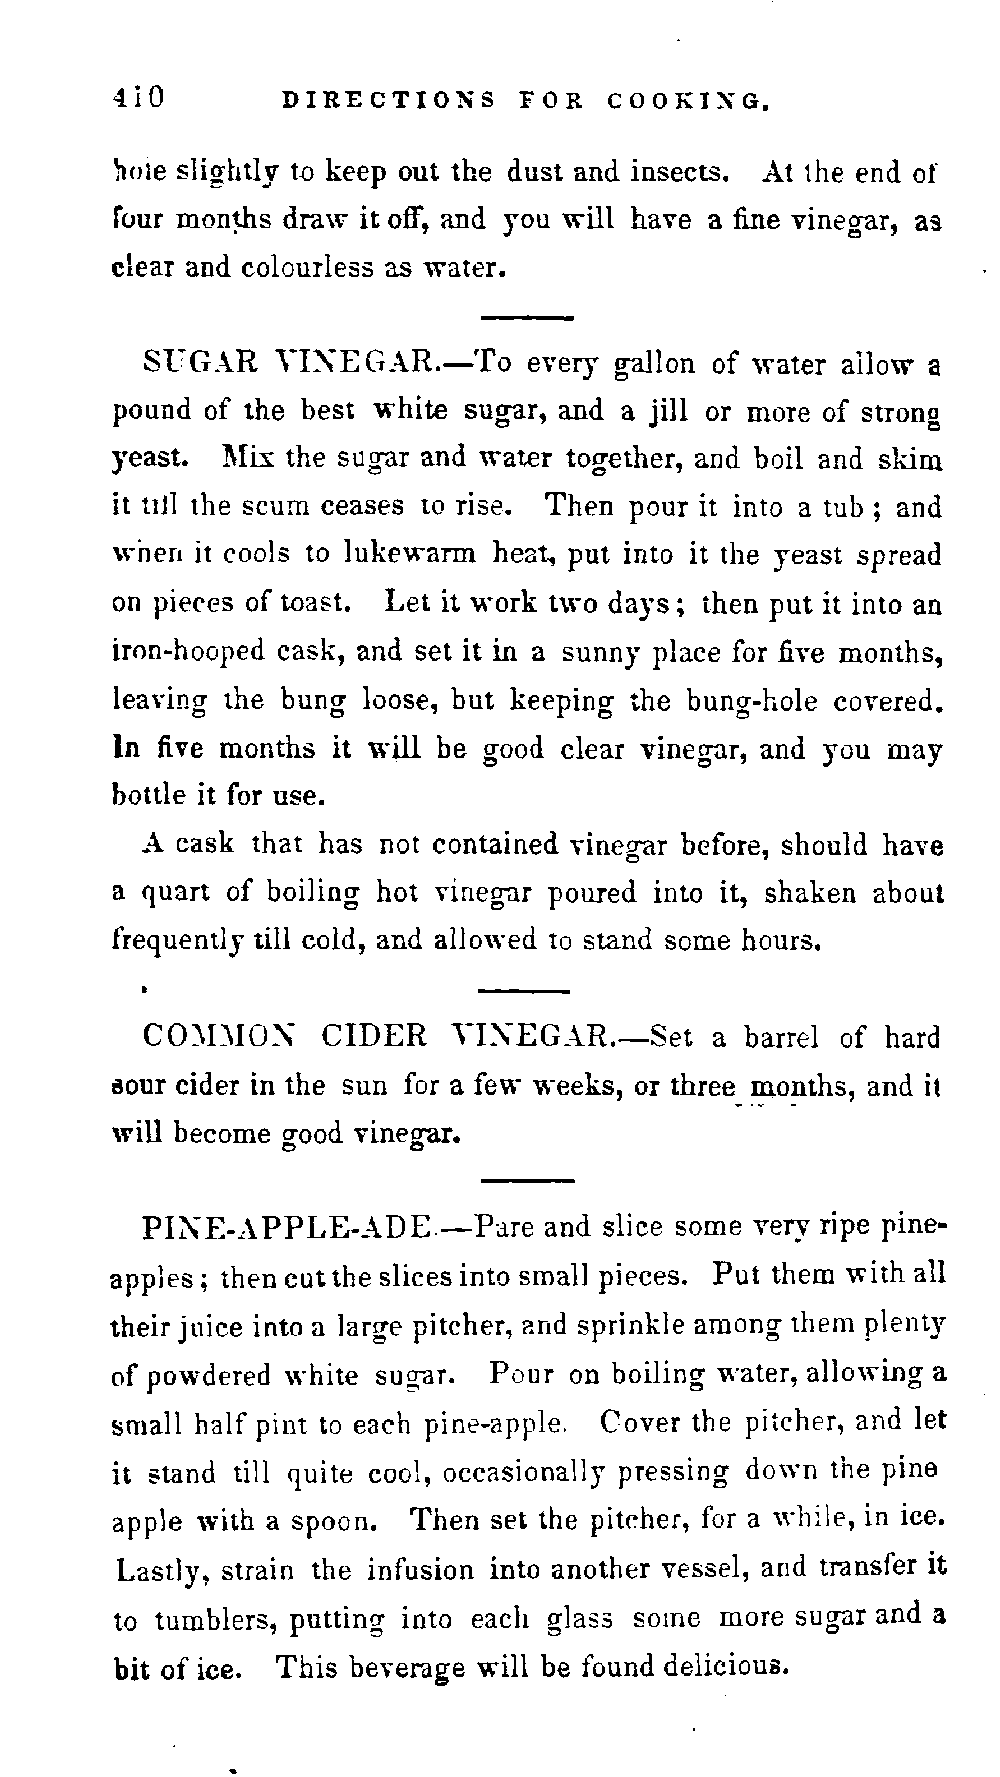 410 DIRECTIONS FOR COOKING.
hole slightly to keep out the dust and insects. At the end of
four months draw it off, and you will have a fine vinegar, as
clear and colourless as water.
SUGAR VINEGAR.—To every gallon of water allow a
pound of the best white sugar, and a jill or more of strong
yeast. Mix the sugar and water together, and boil and skim
it till the scum ceases to rise. Then pour it into a tub; and
when it cools to lukewarm heat, put into it the yeast spread
on pieces of toast. Let it work two days; then put it into an
iron-hooped cask, and set it in a sunny place for five months,
leaving the bung loose, but keeping the bung-hole covered.
In five months it will be good clear vinegar, and you may
bottle it for use.
A cask that has not contained vinegar before, should have
a quart of boiling hot vinegar poured into it, shaken about
frequently till cold, and allowed to stand some hours.
COMMON CIDER VINEGAR.—Set a barrel of hard
sour cider in the sun for a few weeks, or three months, and it
will become good vinegar.
PINE-APPLE-ADE.—Pare and slice some very ripe pine-
apples; then cut the slices into small pieces. Put them with all
their juice into a large pitcher, and sprinkle among them plenty
of powdered white sugar. Pour on boiling water, allowing a
small half pint to each pine-apple. Cover the pitcher, and let
it stand till quite cool, occasionally pressing down the pine
apple with a spoon. Then set the pitcher, for a while, in ice.
Lastly, strain the infusion into another vessel, and transfer it
to tumblers, putting into each glass some more sugar and a
bit of ice. This beverage will be found delicious.